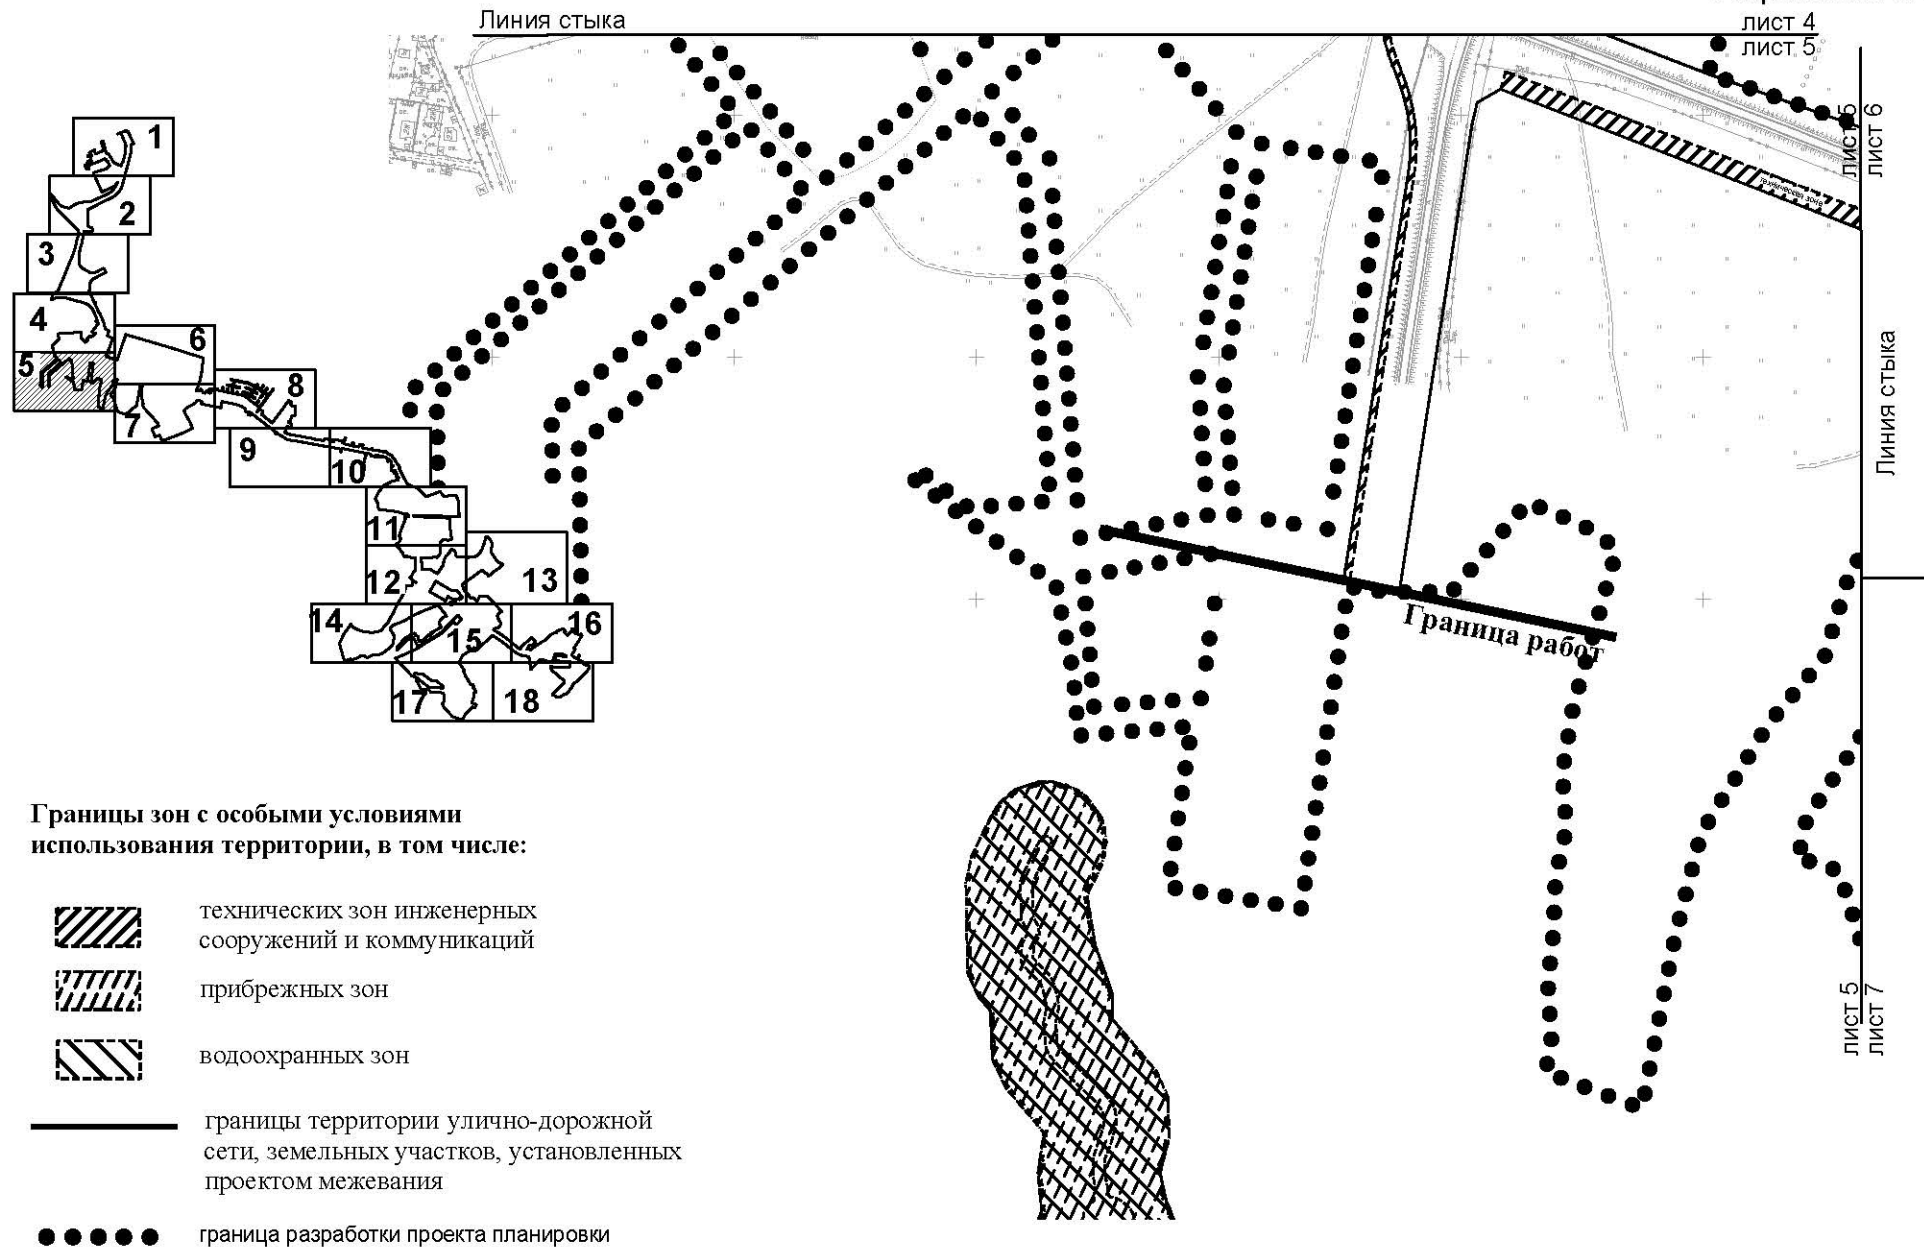 Линия стыка
лист 4
лист 5
лист 5
лист 6
техническая зона
1
2
3
4
5
6
7
8
9
10
11
12
13
14
15
16
17
18
Линия стыка
Граница работ
лист 5
лист 7
Границы зон с особыми условиями
использования территории, в том числе:
технических зон инженерных
сооружений и коммуникаций
прибрежных зон
водоохранных зон
границы территории улично-дорожной
сети, земельных участков, установленных
проектом межевания
граница разработки проекта планировки